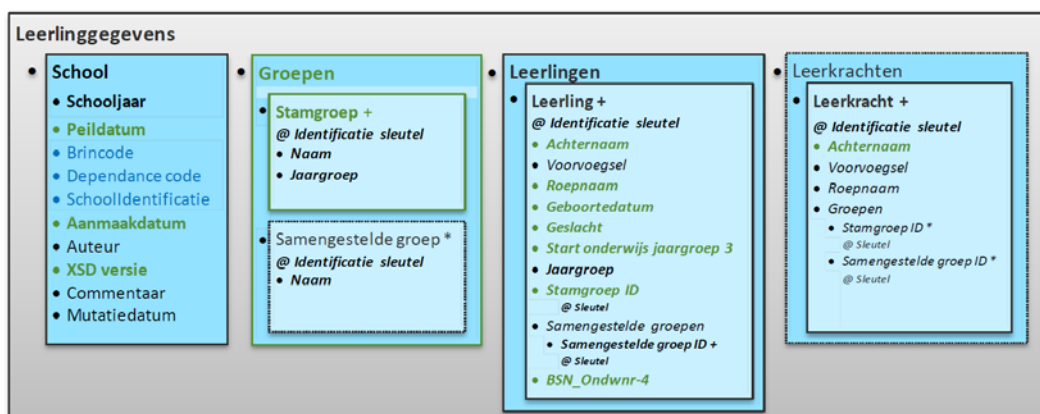 Leerlinggegevens
• School
• Schooljaar
• Peildatum
• Brincode
• Dependance code
• SchoolIdentificatie
• Aanmaakdatum
• Auteur
• XSD versie
• Commentaar
• Mutatiedatum
• Groepen
• Stamgroep +
@ Identificatie sleutel
• Naam
• Jaargroep
• Samengestelde groep *
@ Identificatie sleutel
• Naam
• Leerlingen
• Leerling +
@ Identificatie sleutel
• Achternaam
• Voorvoegsel
• Roepnaam
• Geboortedatum
• Geslacht
• Start onderwijs jaargroep 3
• Jaargroep
• Stamgroep ID
@ Sleutel
• Samengestelde groepen
• Samengestelde groep ID +
@ Sleutel
• BSN_Ondwnr-4
• Leerkrachten
• Leerkracht +
@ Identificatie sleutel
• Achternaam
• Voorvoegsel
• Roepnaam
• Groepen
• Stamgroep ID *
@ Sleutel
• Samengestelde groep ID *
@ Sleutel